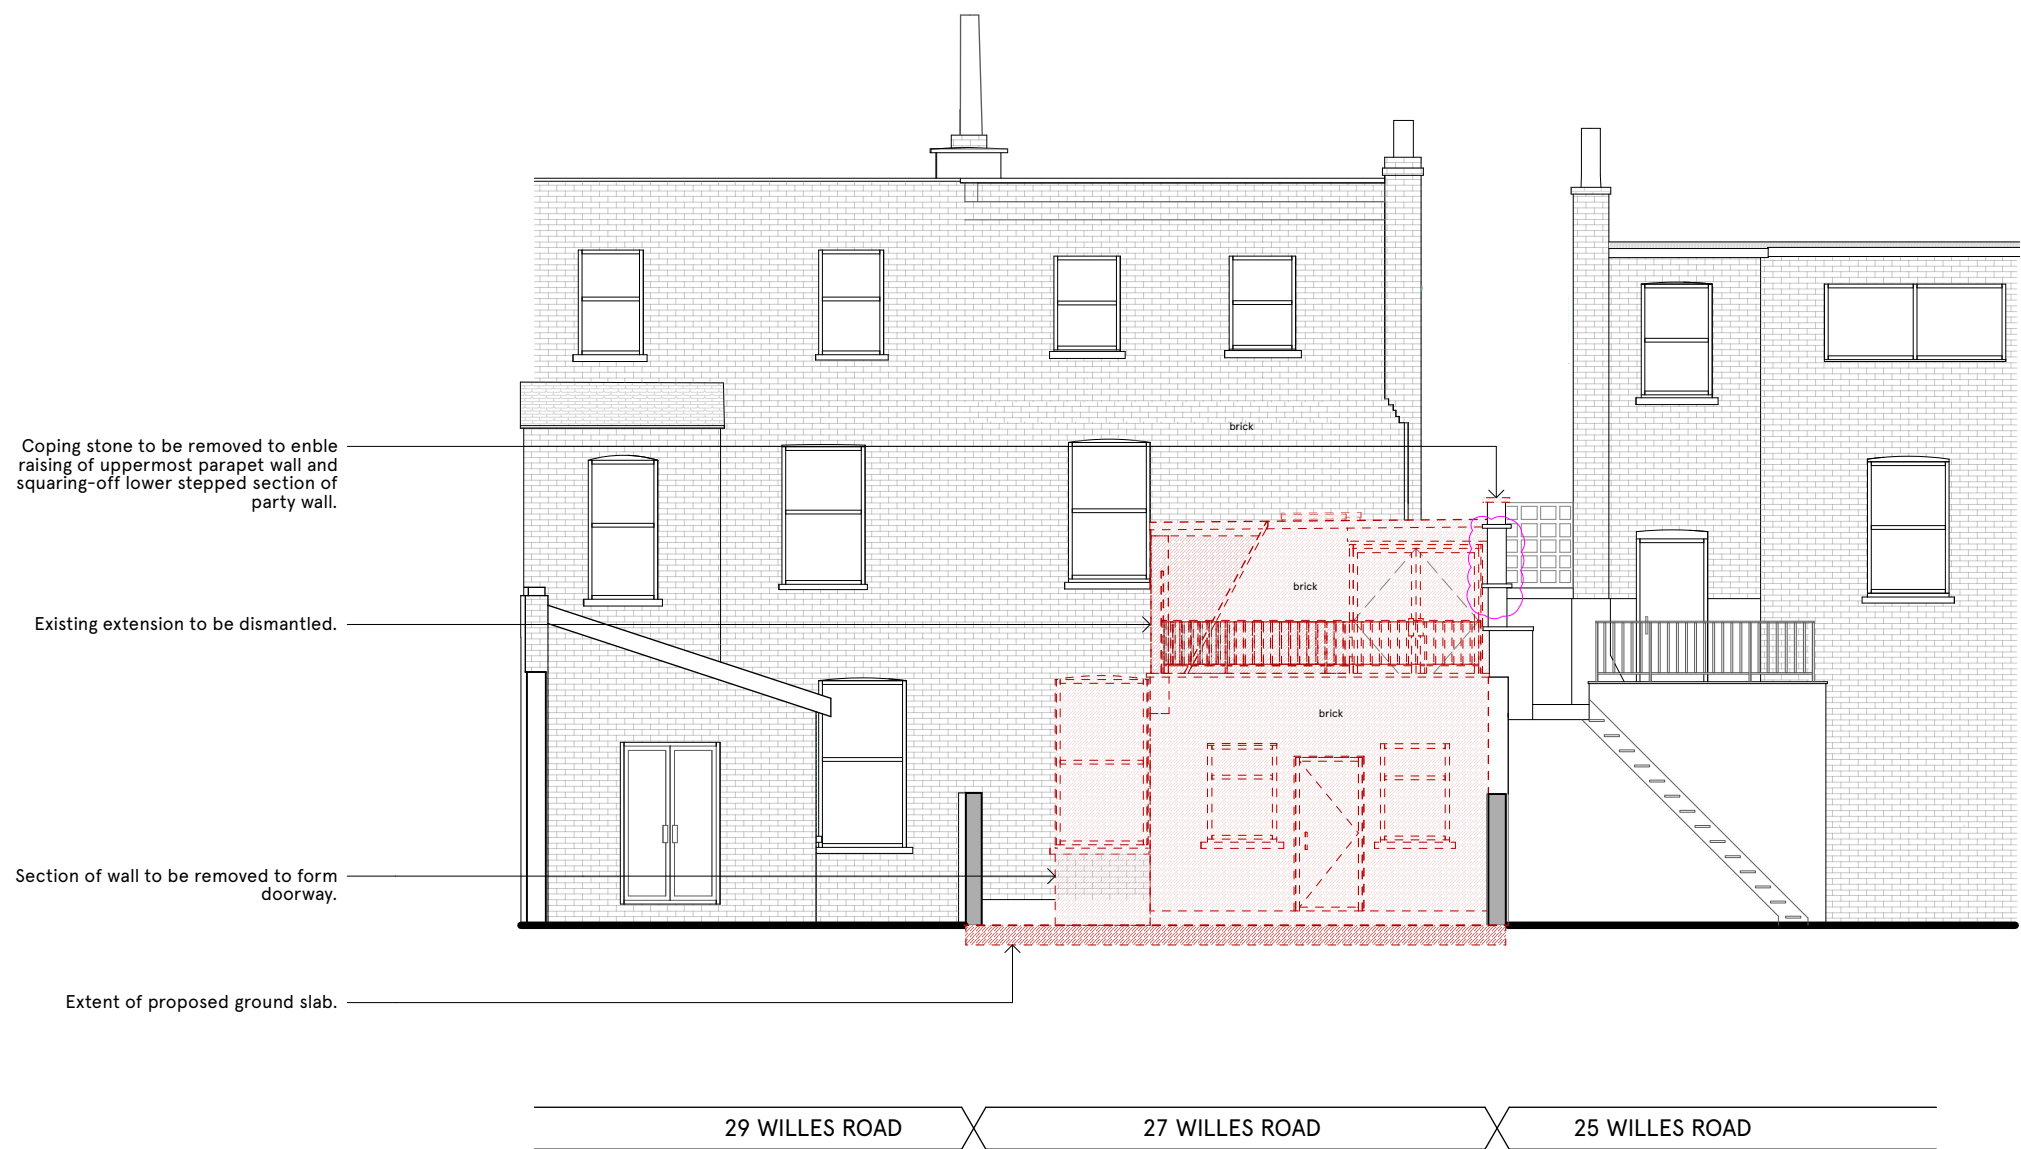 brick
Coping stone to be removed to enble
raising of uppermost parapet wall and
squaring-off lower stepped section of
party wall.
brick
Existing extension to be dismantled.
brick
Section of wall to be removed to form
doorway.
Extent of proposed ground slab.
29 WILLES ROAD
27 WILLES ROAD
25 WILLES ROAD